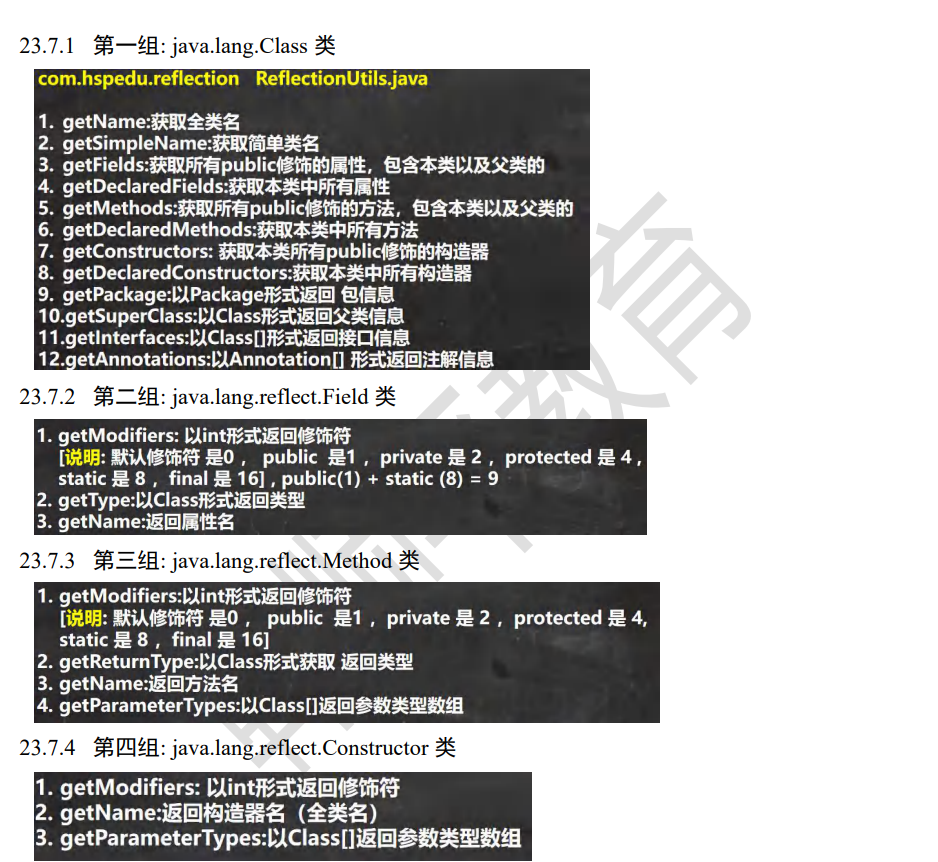 23.7.1 第一组: java.lang.Class 类
com.hspedu.reflection ReflectionUtils.java
1. getName:获取全类名
2. getSimpleName:获取简单类名
3. getFields:获取所有public修饰的属性，包含本类以及父类的
4. getDeclaredFields:获取本类中所有属性
5. getMethods:获取所有public修饰的方法，包含本类以及父类的
6. getDeclaredMethods:获取本类中所有方法
7. getConstructors: 获取本类所有public修饰的构造器
8. getDeclaredConstructors:获取本类中所有构造器
9. getPackage:以Package形式返回 包信息
10.getSuperClass:以Class形式返回父类信息
11.getInterfaces:以Class[]形式返回接口信息
12.getAnnotations:以Annotation[] 形式返回注解信息
23.7.2 第二组: java.lang.reflect.Field 类
1. getModifiers: 以int形式返回修饰符
[说明: 默认修饰符 是0 ， public 是1 ，private 是 2 ，protected 是 4 ,
static 是 8 ，final 是 16] , public(1) + static (8) = 9
2. getType:以Class形式返回类型
3. getName:返回属性名
23.7.3 第三组: java.lang.reflect.Method 类
1. getModifiers:以int形式返回修饰符
[说明: 默认修饰符 是0 ， public 是1 ，private 是 2 ，protected 是 4,
static 是 8 ，final 是 16]
2. getReturnType:以Class形式获取 返回类型
3. getName:返回方法名
4. getParameterTypes:以Class[]返回参数类型数组
23.7.4 第四组: java.lang.reflect.Constructor 类
1. getModifiers: 以int形式返回修饰符
2. getName:返回构造器名（全类名）
3. getParameterTypes:以Class[]返回参数类型数组